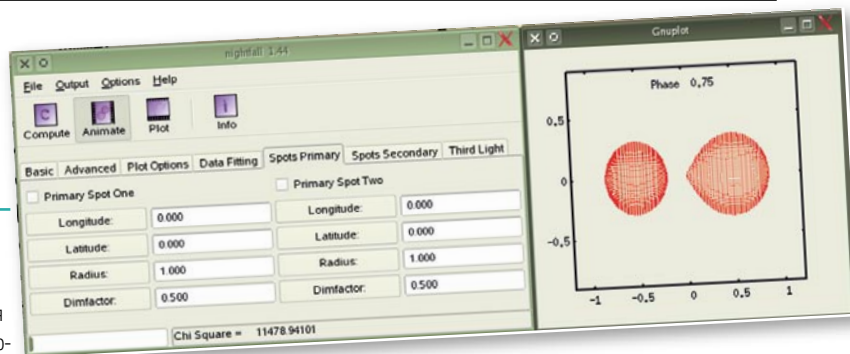 nightfall 1.44
File Output Options Help
Compute Animate Plot Info
Basic Advanced Plot Options Data Fitting Spots Primary Spots Secondary Third Light
Primary Spot One
Primary Spot Two
Longitude: 0.000
Longitude: 0.000
Latitude: 0.000
Latitude: 0.000
Radius: 1.000
Radius: 1.000
Dimfactor: 0.500
Dimfactor: 0.500
Chi Square = 11478.94101
Gnuplot
Phase 0.75
0.5
0
-0.5
-1 -0.5 0 0.5 1
я
о-